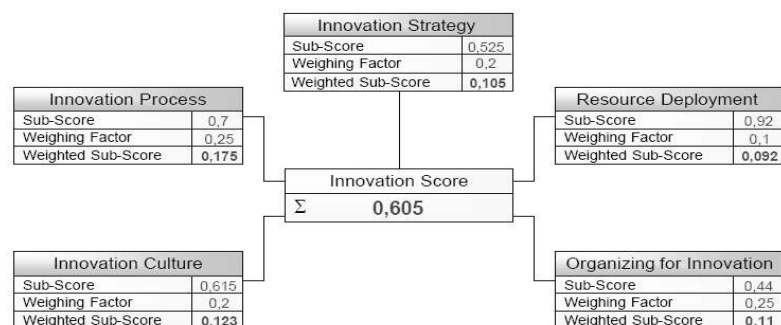 Innovation Strategy
Sub-Score 0,525
Weighing Factor 0,2
Weighted Sub-Score 0,105
Innovation Process
Sub-Score 0,7
Weighing Factor 0,25
Weighted Sub-Score 0,175
Resource Deployment
Sub-Score 0,92
Weighing Factor 0,1
Weighted Sub-Score 0,092
Innovation Score
Σ 0,605
Innovation Culture
Sub-Score 0,615
Weighing Factor 0,2
Weighted Sub-Score 0,123
Organizing for Innovation
Sub-Score 0,44
Weighing Factor 0,25
Weighted Sub-Score 0,11